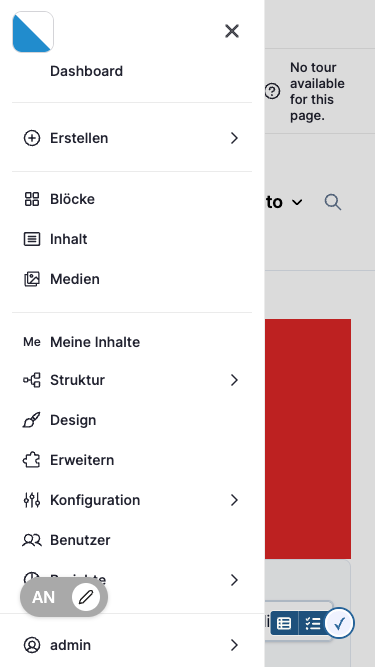 Dashboard
No tour
available
for this
page.
Erstellen
to
Blöcke
Inhalt
Medien
Me Meine Inhalte
Struktur
Design
Erweitern
Konfiguration
Benutzer
AN
admin